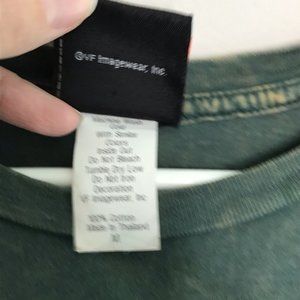 ©VF Imagewear, Inc.
Machine Wash
With Similar
Colors
Inside Out
Do Not Bleach
Tumble Dry Low
Do Not Iron
Decoration
VF Imagewear, Inc
100% Cotton
Made in Thailand